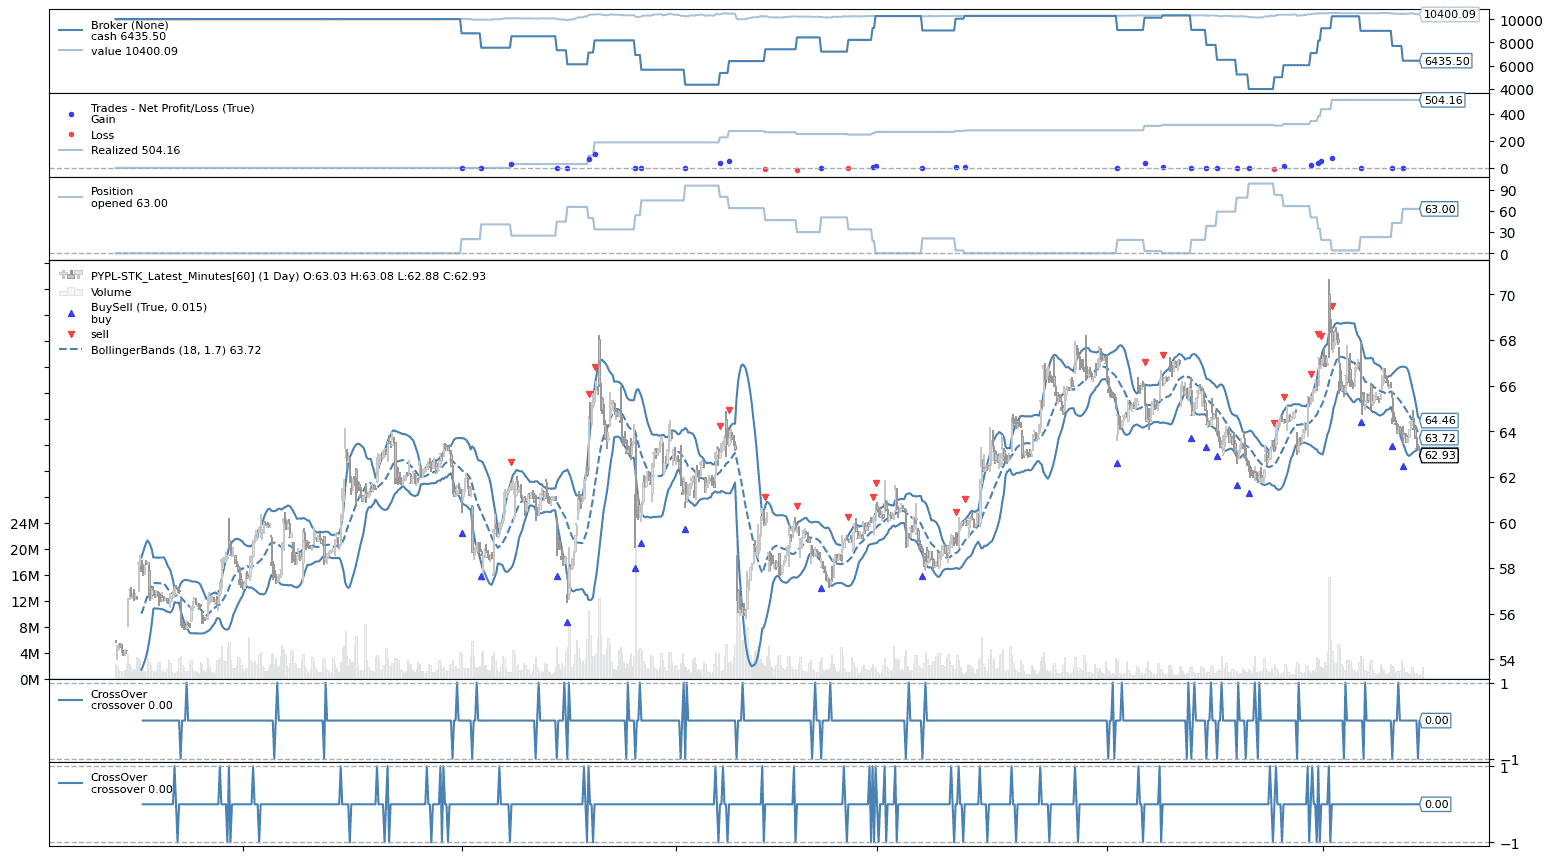 Broker (None)
cash 6435.50
value 10400.09
10400.09
10000
8000
6435.50
6000
4000
Trades - Net Profit/Loss (True)
Gain
Loss
Realized 504.16
504.16
400
200
0
Position
opened 63.00
90
63.00
60
30
0
PYPL-STK_Latest_Minutes[60] (1 Day) O:63.03 H:63.08 L:62.88 C:62.93
Volume
BuySell (True, 0.015)
buy
sell
BollingerBands (18, 1.7) 63.72
70
68
66
64.46
64
63.72
62.93
62
60
58
56
54
24M
20M
16M
12M
8M
4M
0M
CrossOver
crossover 0.00
1
0.00
−1
CrossOver
crossover 0.00
1
0.00
−1